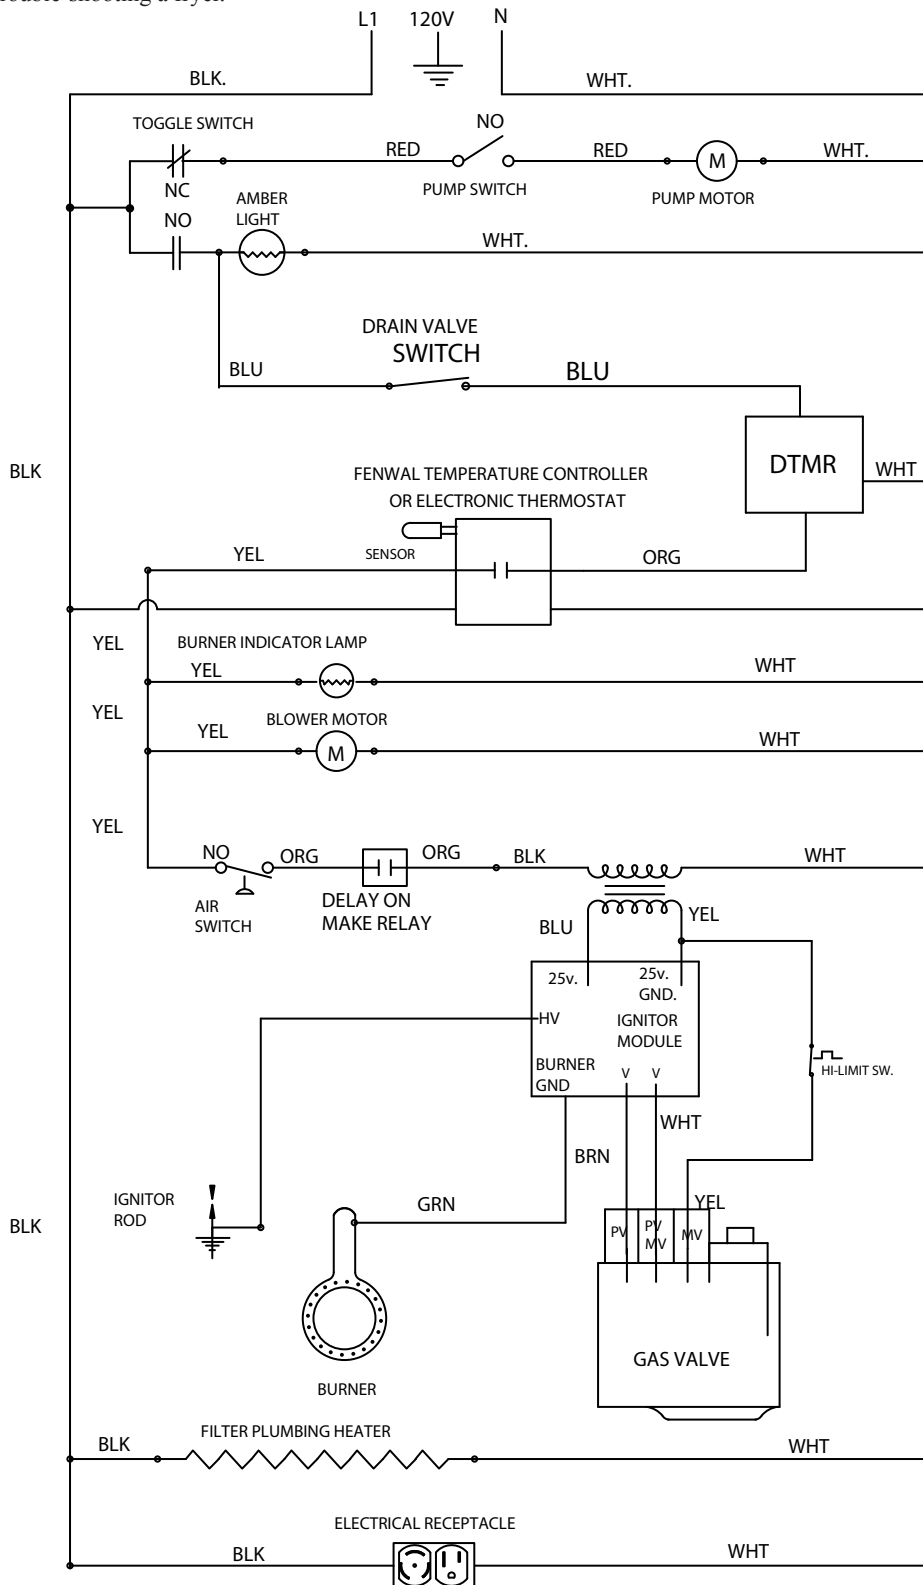 L1 120V N
BLK. WHT.
TOGGLE SWITCH
NO
RED RED WHT.
M
NC
PUMP SWITCH PUMP MOTOR
AMBER
LIGHT
NO
WHT.
DRAIN VALVE
SWITCH
BLU BLU
DTMR
BLK WHT
FENWAL TEMPERATURE CONTROLLER
OR ELECTRONIC THERMOSTAT
YEL SENSOR ORG
YEL BURNER INDICATOR LAMP
YEL WHT
YEL
BLOWER MOTOR
YEL WHT
M
YEL
NO ORG ORG BLK WHT
AIR
SWITCH
DELAY ON
MAKE RELAY
BLU YEL
25v. 25v.
GND.
HV IGNITOR
MODULE
BURNER
GND
V V
HI-LIMIT SW.
WHT
BRN
IGNITOR
ROD
GRN
YEL
BLK
PV PV
MV
MV
GAS VALVE
BURNER
FILTER PLUMBING HEATER
BLK WHT
ELECTRICAL RECEPTACLE
BLK WHT